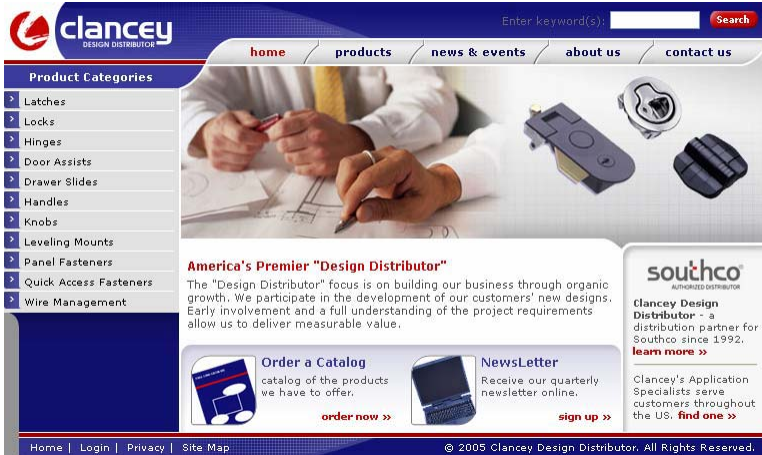 clancey
DESIGN DISTRIBUTOR
Enter keyword(s):
Search
home
products
news & events
about us
contact us
Product Categories
Latches
Locks
Hinges
Door Assists
Drawer Slides
Handles
Knobs
Leveling Mounts
Panel Fasteners
Quick Access Fasteners
Wire Management
America's Premier "Design Distributor"
The "Design Distributor" focus is on building our business through organic
growth. We participate in the development of our customers' new designs.
Early involvement and a full understanding of the project requirements
allow us to deliver measurable value.
Order a Catalog
catalog of the products
we have to offer.
order now »
NewsLetter
Receive our quarterly
newsletter online.
sign up »
southco
AUTHORIZED DISTRIBUTOR
Clancey Design
Distributor - a
distribution partner for
Southco since 1992.
learn more »
Clancey's Application
Specialists serve
customers throughout
the US. find one »
Home | Login | Privacy | Site Map
© 2005 Clancey Design Distributor. All Rights Reserved.